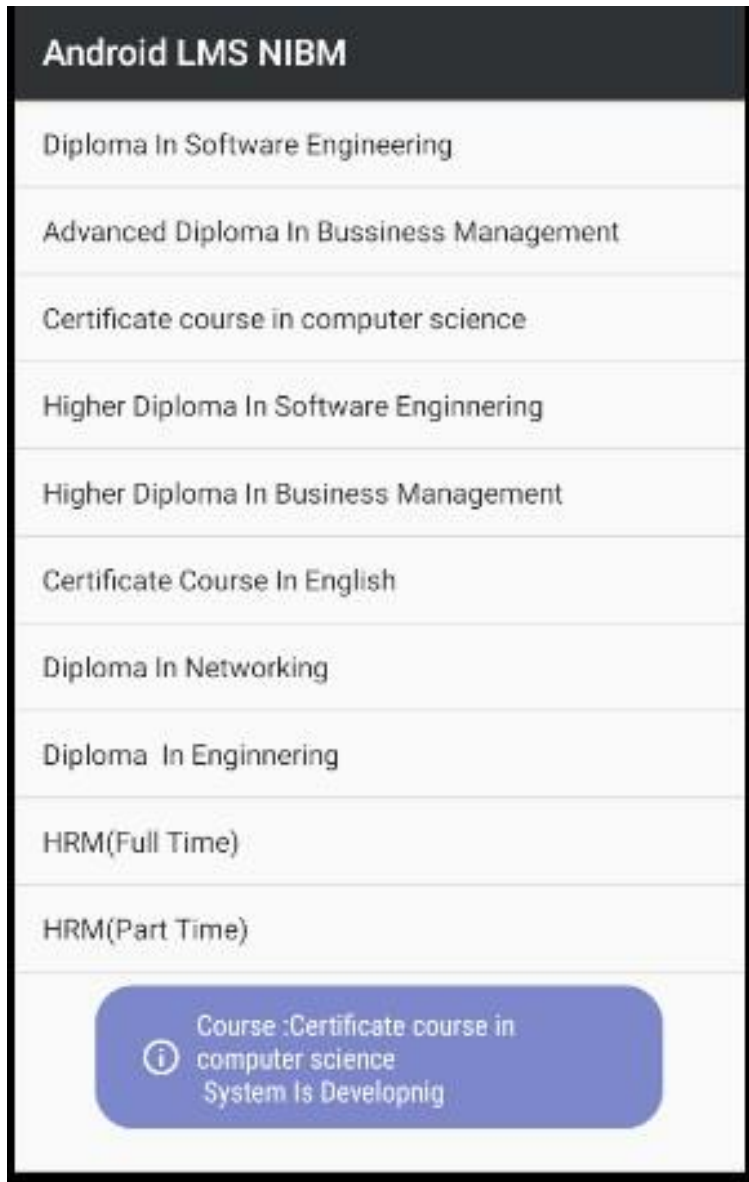 Android LMS NIBM
Diploma In Software Engineering
Advanced Diploma In Bussiness Management
Certificate course in computer science
Higher Diploma In Software Enginnering
Higher Diploma In Business Management
Certificate Course In English
Diploma In Networking
Diploma  In Enginnering
HRM(Full Time)
HRM(Part Time)
Course :Certificate course in
computer science
System Is Developnig